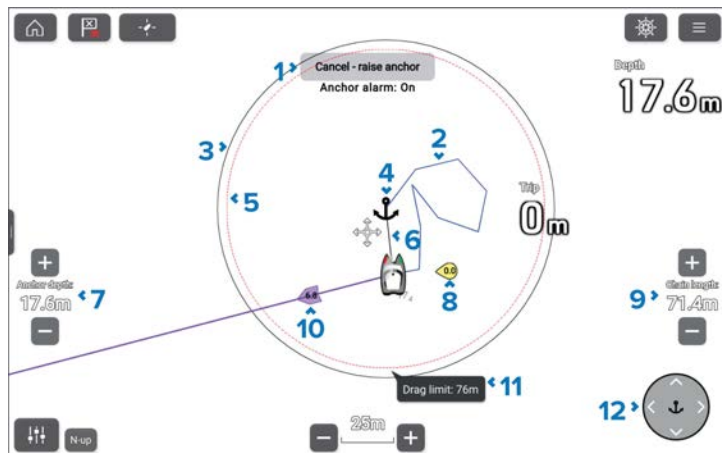 1
Cancel - raise anchor
Anchor alarm: On
Depth
17.6m
2
3
4
Trip
5
0m
6
Anchor depth:
17.6m
7
8
0.0
9
Chain length:
71.4m
6.8
10
Drag limit: 76m
11
12
25m
N-up